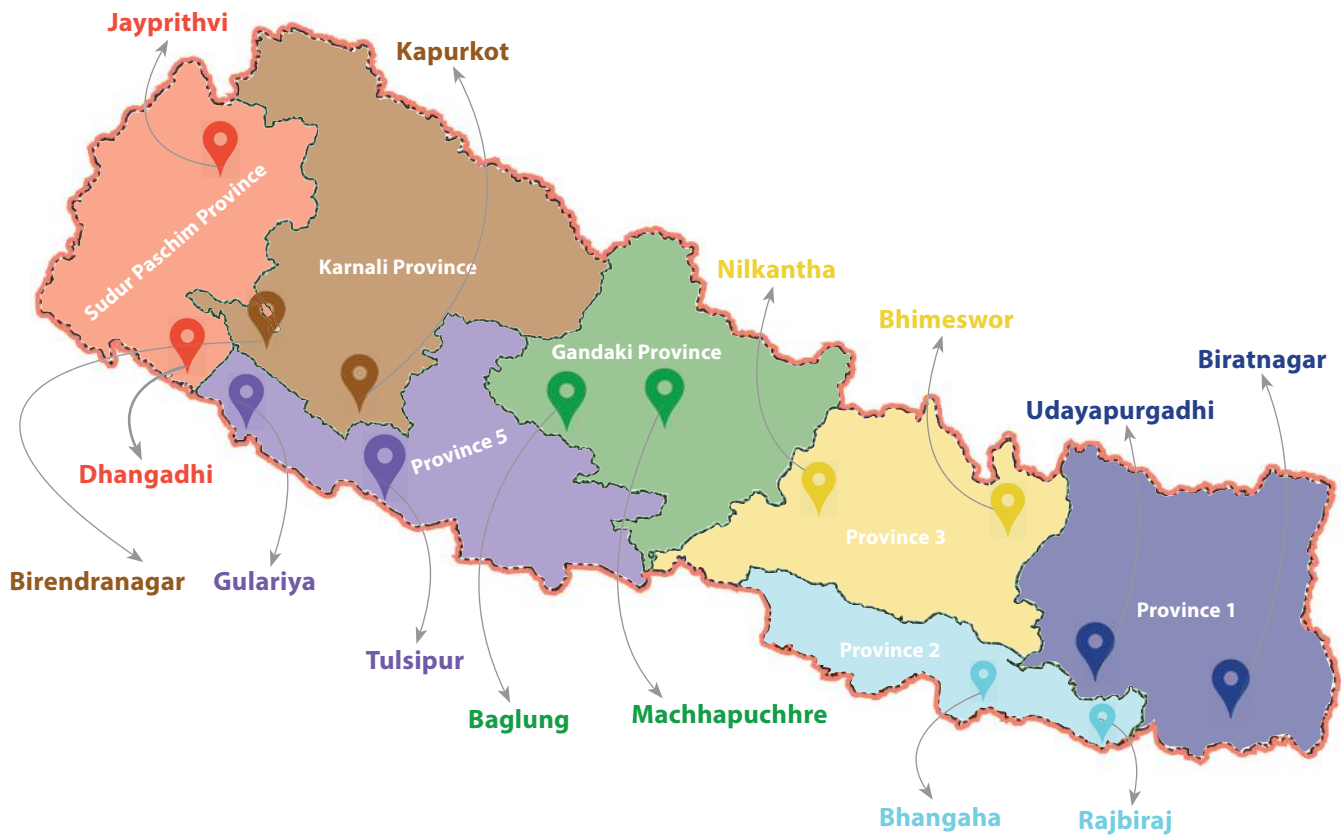 Jayprithvi
Kapurkot
Sudur Paschim Province
Karnali Province
Nilkantha
Bhimeswor
Gandaki Province
Biratnagar
Udayapurgadhi
Province 5
Dhangadhi
Province 3
Birendranagar
Gulariya
Province 1
Province 2
Tulsipur
Baglung
Machhapuchhre
Bhangaha
Rajbiraj